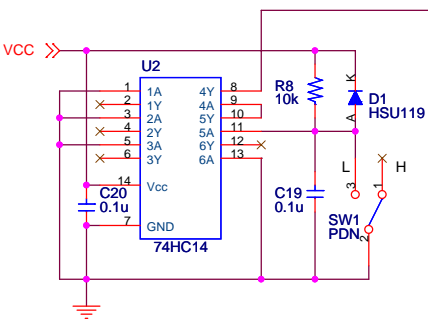 VCC
U2
1 1A 4Y 8
2 1Y 4A 9
3 2A 5Y 10
4 2Y 5A 11
5 3A 6Y 12
6 3Y 6A 13
14 Vcc
7 GND
74HC14
C20
0.1u
R8
10k
K
D1
HSU119
A
C19
0.1u
L
H
3
1
SW1
PDN
2